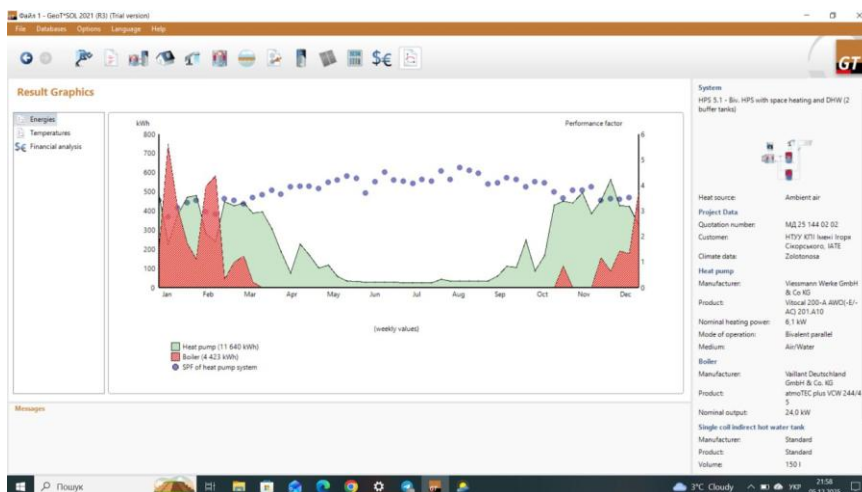 Файл 1 - GeoT*SOL 2021 (R3) (Trial version)
File Databases Options Language Help
$€
GT
Result Graphics
Energies
Temperatures
$€ Financial analysis
kWh
Performance factor
800
700
600
500
400
300
200
100
0
6
5
4
3
2
1
0
Jan Feb Mar Apr May Jun Jul Aug Sep Oct Nov Dec
(weekly values)
Heat pump (11 640 kWh)
Boiler (4 423 kWh)
SPF of heat pump system
System
HPS 5.1 - Biv. HPS with space heating and DHW (2
buffer tanks)
Heat source: Ambient air
Project Data
Quotation number: МД 25 144 02 02
Customer: НТУУ КПІ Імені Ігоря
Сікорського, ІАТЕ
Climate data: Zolotonosa
Heat pump
Manufacturer: Viessmann Werke GmbH
& Co KG
Product: Vitocal 200-A AWO(-E/-
AC) 201.A10
Nominal heating power: 6,1 kW
Mode of operation: Bivalent parallel
Medium: Air/Water
Boiler
Manufacturer: Vaillant Deutschland
GmbH & Co. KG
Product: atmoTEC plus VCW 244/4
5
Nominal output: 24,0 kW
Single coil indirect hot water tank
Manufacturer: Standard
Product: Standard
Volume: 150 l
Messages
Пошук
3°C Cloudy
УКР
21:58